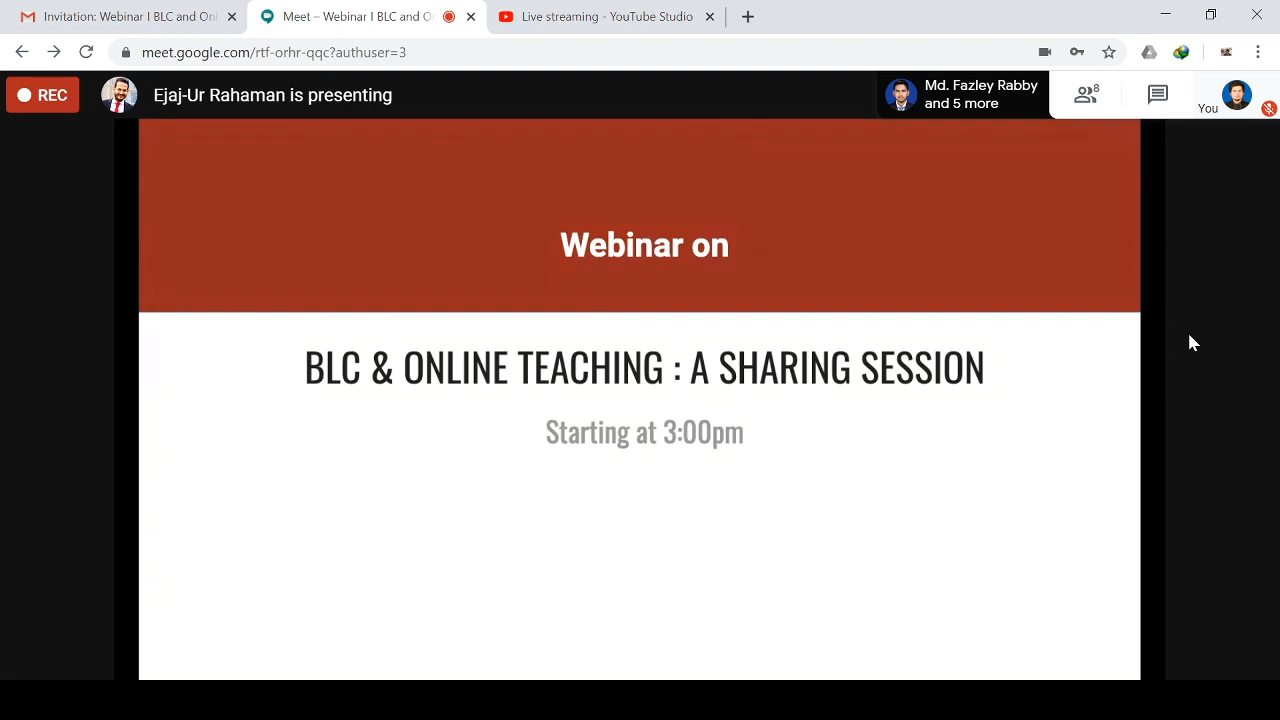 Invitation: Webinar I BLC and Onl
Meet – Webinar I BLC and O
Live streaming - YouTube Studio
meet.google.com/rtf-orhr-qqc?authuser=3
REC
Ejaj-Ur Rahaman is presenting
Md. Fazley Rabby
and 5 more
8
You
Webinar on
BLC & ONLINE TEACHING : A SHARING SESSION
Starting at 3:00pm